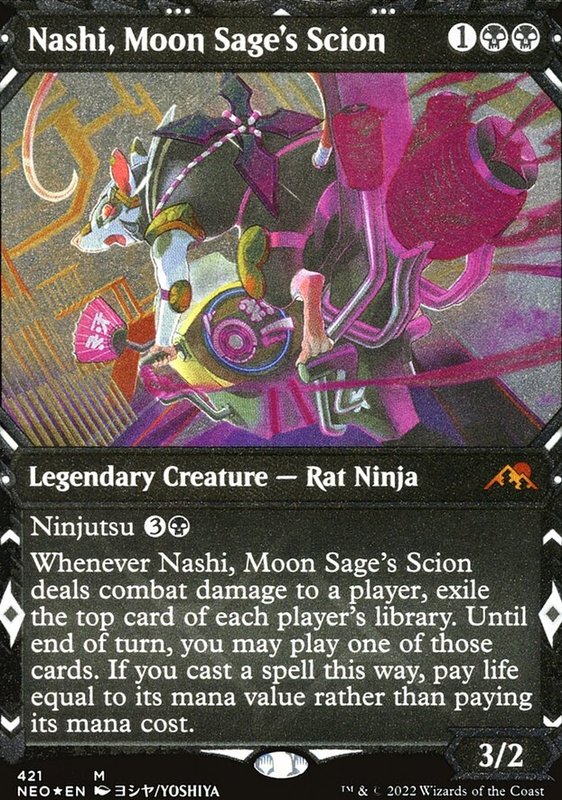 Nashi, Moon Sage's Scion 1
Legendary Creature — Rat Ninja
Ninjutsu 3
Whenever Nashi, Moon Sage's Scion
deals combat damage to a player, exile
the top card of each player's library. Until
end of turn, you may play one of those
cards. If you cast a spell this way, pay life
equal to its mana value rather than paying
its mana cost.
3/2
421 M
NEO★EN ヨシヤ/YOSHIYA
™ & © 2022 Wizards of the Coast